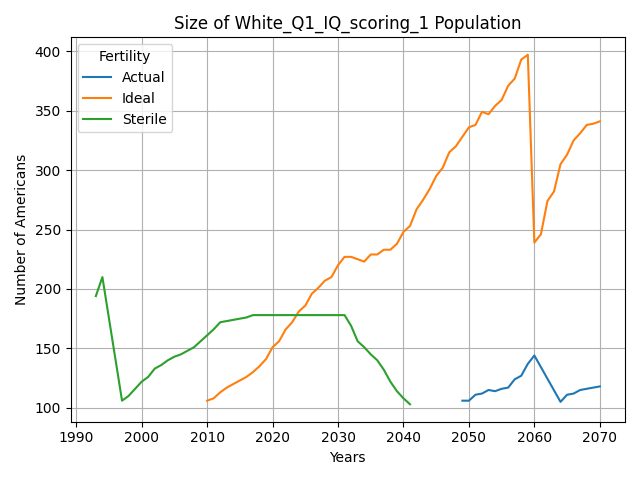 Size of White_Q1_IQ_scoring_1 Population
Fertility
Actual
Ideal
Sterile
Number of Americans
400
350
300
250
200
150
100
1990
2000
2010
2020
2030
2040
2050
2060
2070
Years